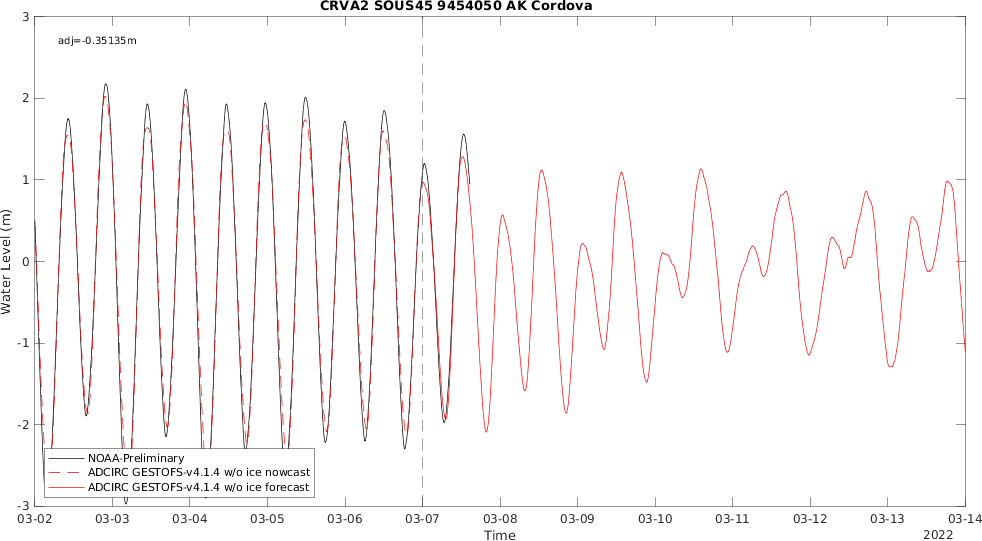 CRVA2 SOUS45 9454050 AK Cordova
adj=-0.35135m
3
2
1
0
-1
-2
-3
Water Level (m)
NOAA-Preliminary
ADCIRC GESTOFS-v4.1.4 w/o ice nowcast
ADCIRC GESTOFS-v4.1.4 w/o ice forecast
03-02 03-03 03-04 03-05 03-06 03-07 03-08 03-09 03-10 03-11 03-12 03-13 03-14
Time
2022